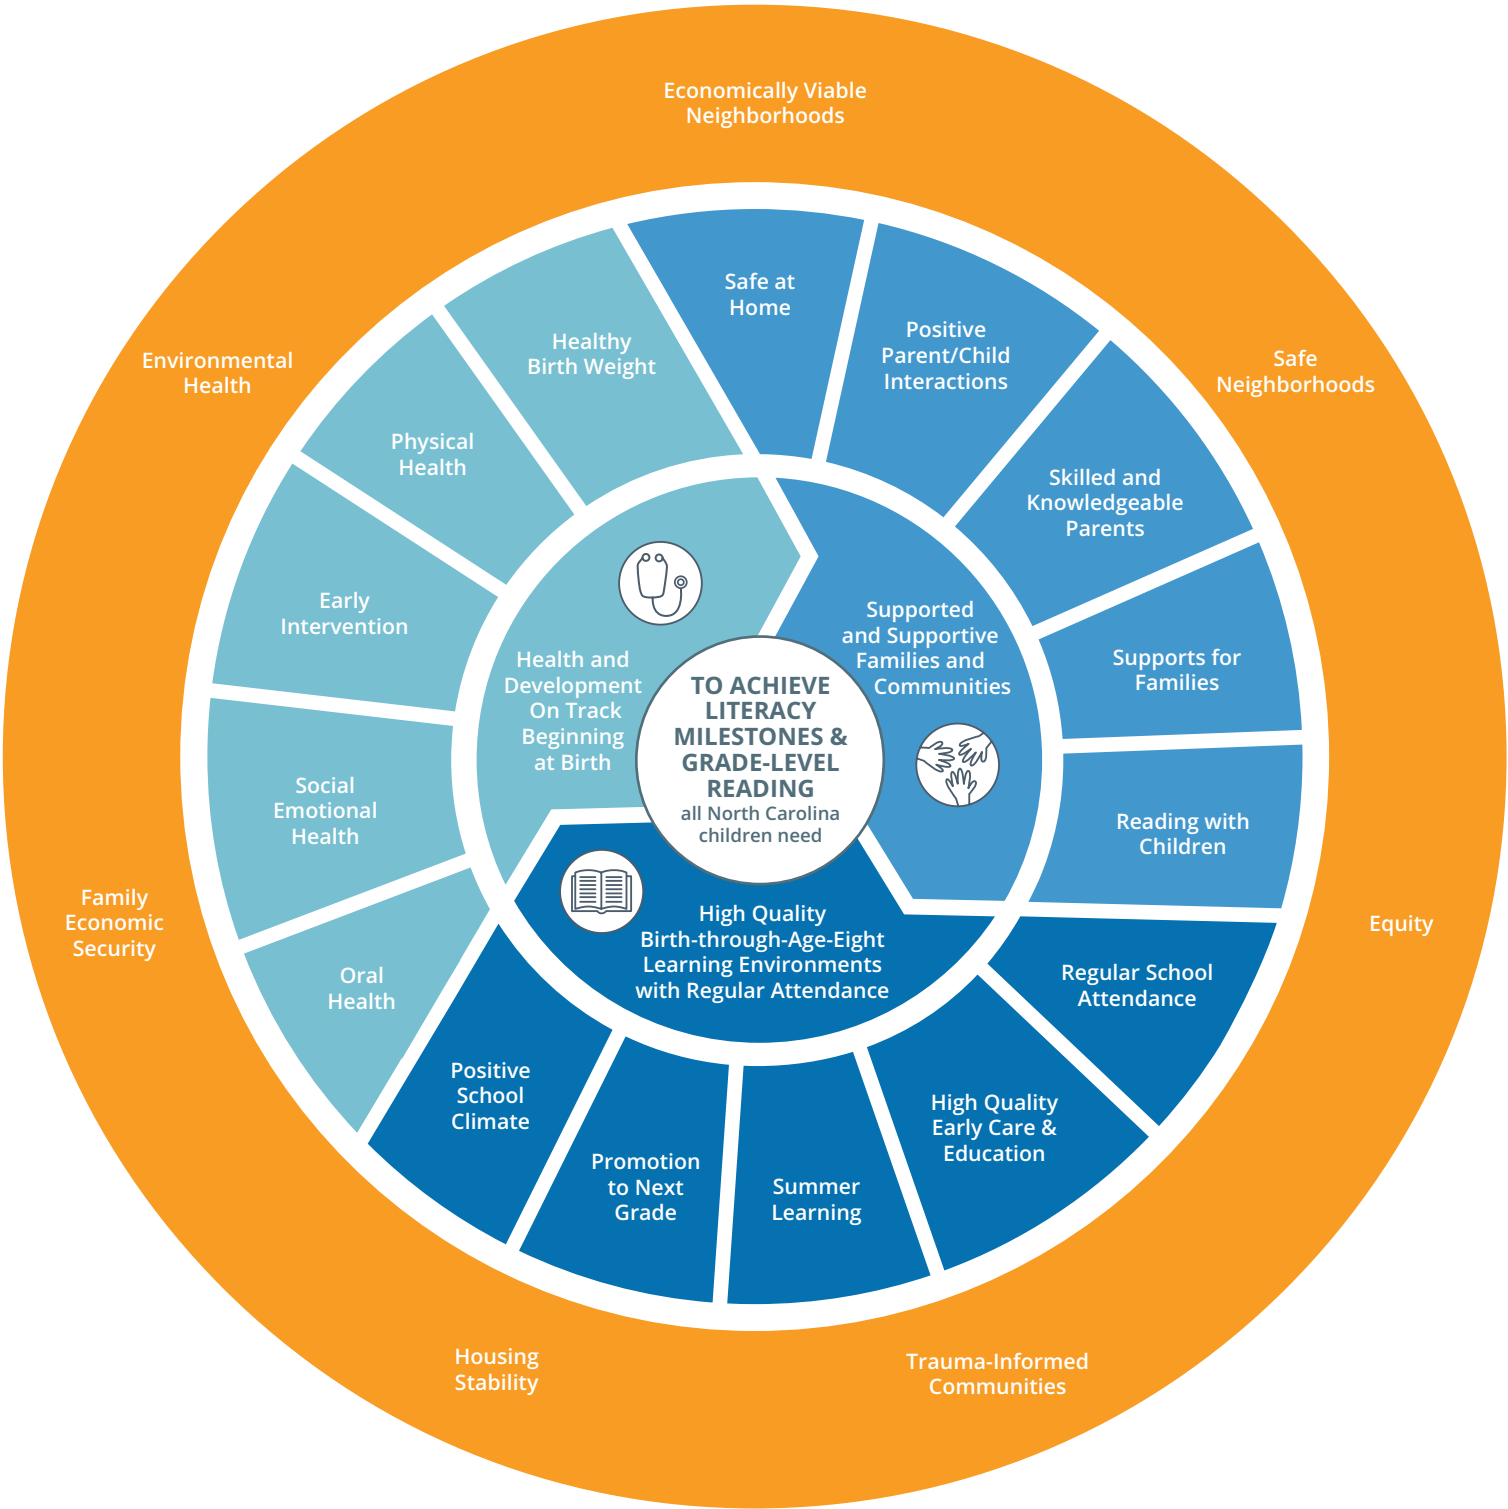 Economically Viable
Neighborhoods
Safe
Neighborhoods
Equity
Trauma-Informed
Communities
Housing
Stability
Family
Economic
Security
Environmental
Health
Safe at
Home
Positive
Parent/Child
Interactions
Skilled and
Knowledgeable
Parents
Supports for
Families
Reading with
Children
Regular School
Attendance
High Quality
Early Care &
Education
Summer
Learning
Promotion
to Next
Grade
Positive
School
Climate
Oral
Health
Social
Emotional
Health
Early
Intervention
Physical
Health
Healthy
Birth Weight
Supported
and Supportive
Families and
Communities
High Quality
Birth-through-Age-Eight
Learning Environments
with Regular Attendance
Health and
Development
On Track
Beginning
at Birth
TO ACHIEVE
LITERACY
MILESTONES &
GRADE-LEVEL
READING
all North Carolina
children need